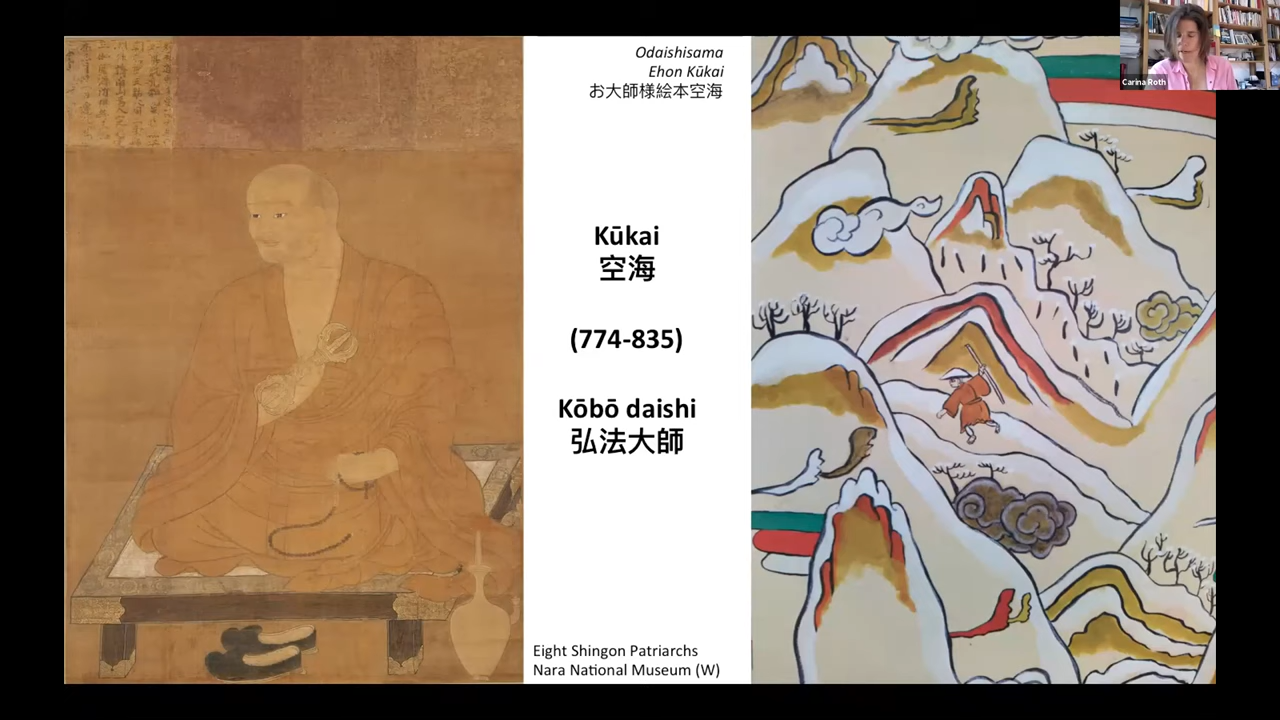 Odaishisama
Ehon Kūkai
お大師様絵本空海
Kūkai
空海
(774-835)
Kōbō daishi
弘法大師
Eight Shingon Patriarchs
Nara National Museum (W)
Carina Roth